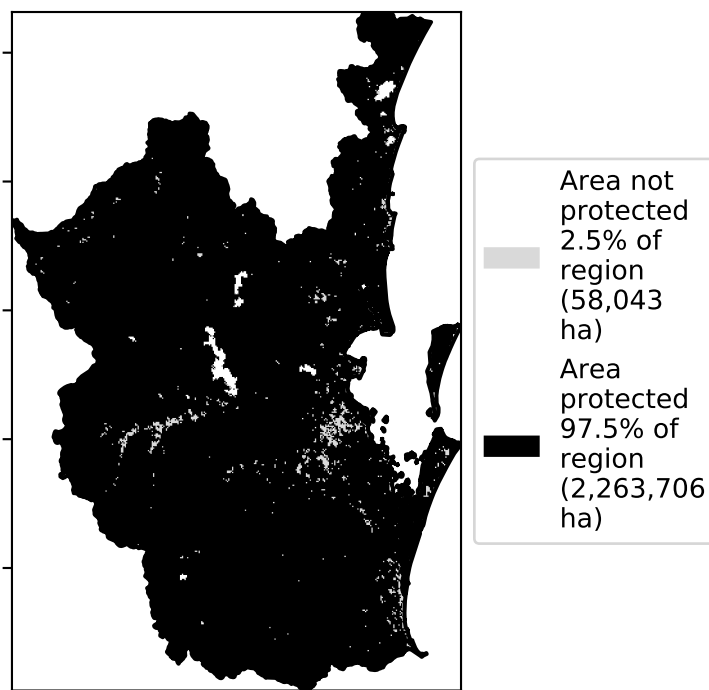 Area not
protected
2.5% of
region
(58,043
ha)
Area
protected
97.5% of
region
(2,263,706
ha)